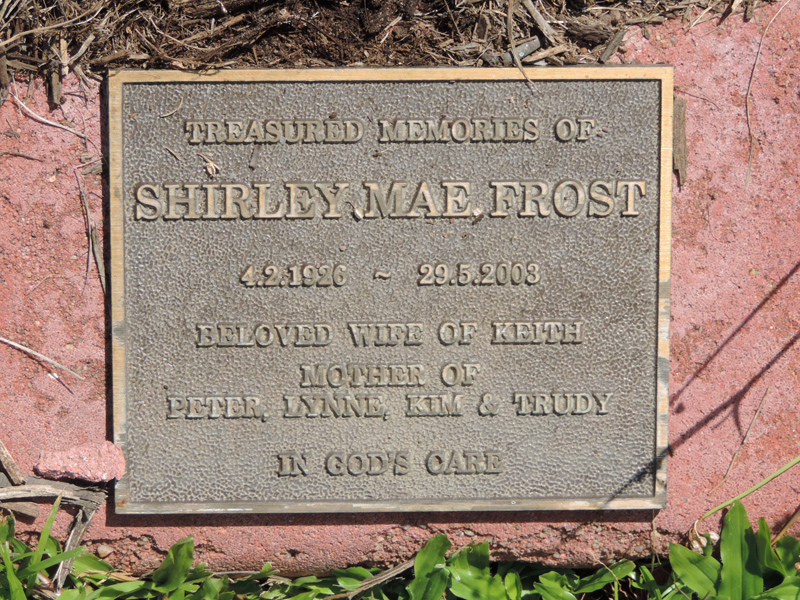 TREASURED MEMORIES OF
SHIRLEY MAE FROST
4.2.1926 ~ 29.5.2003
BELOVED WIFE OF KEITH
MOTHER OF
PETER, LYNNE, KIM & TRUDY
IN GOD'S CARE